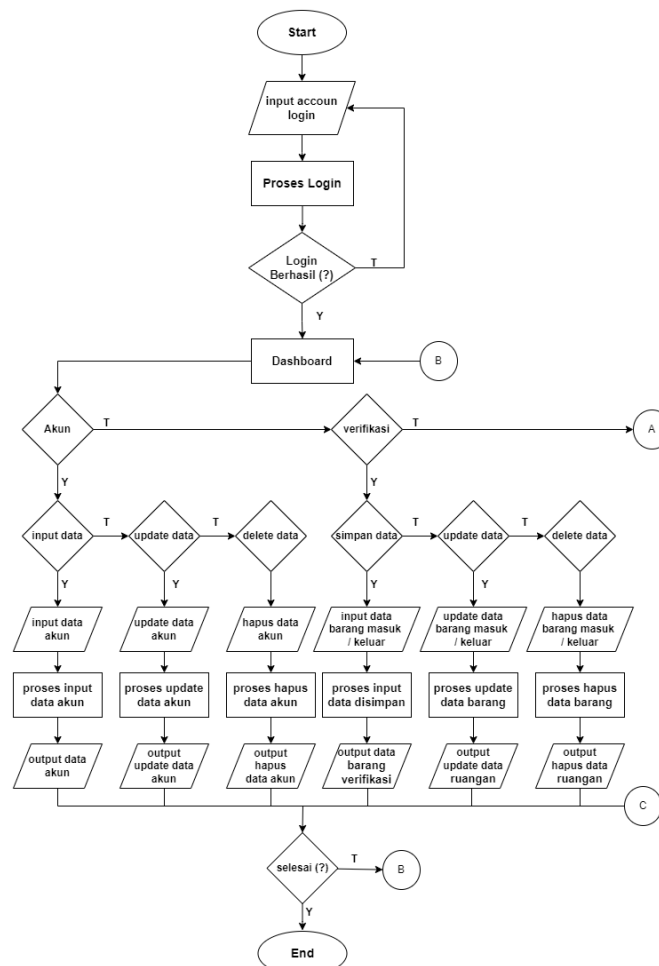 Start
input accoun
login
Proses Login
Login
Berhasil (?)
T
Y
Dashboard
B
Akun
T
verifikasi
T
A
Y
Y
input data
T
update data
T
delete data
simpan data
T
update data
T
delete data
Y
Y
Y
Y
input data
akun
update data
akun
hapus data
akun
input data
barang masuk
/ keluar
update data
barang masuk
/ keluar
hapus data
barang masuk
/ keluar
proses input
data akun
proses update
data akun
proses hapus
data akun
proses input
data disimpan
proses update
data barang
proses hapus
data barang
output data
akun
output
update data
akun
output
hapus
data akun
output data
barang
verifikasi
output
update data
ruangan
output
hapus data
ruangan
C
selesai (?)
T
B
Y
End